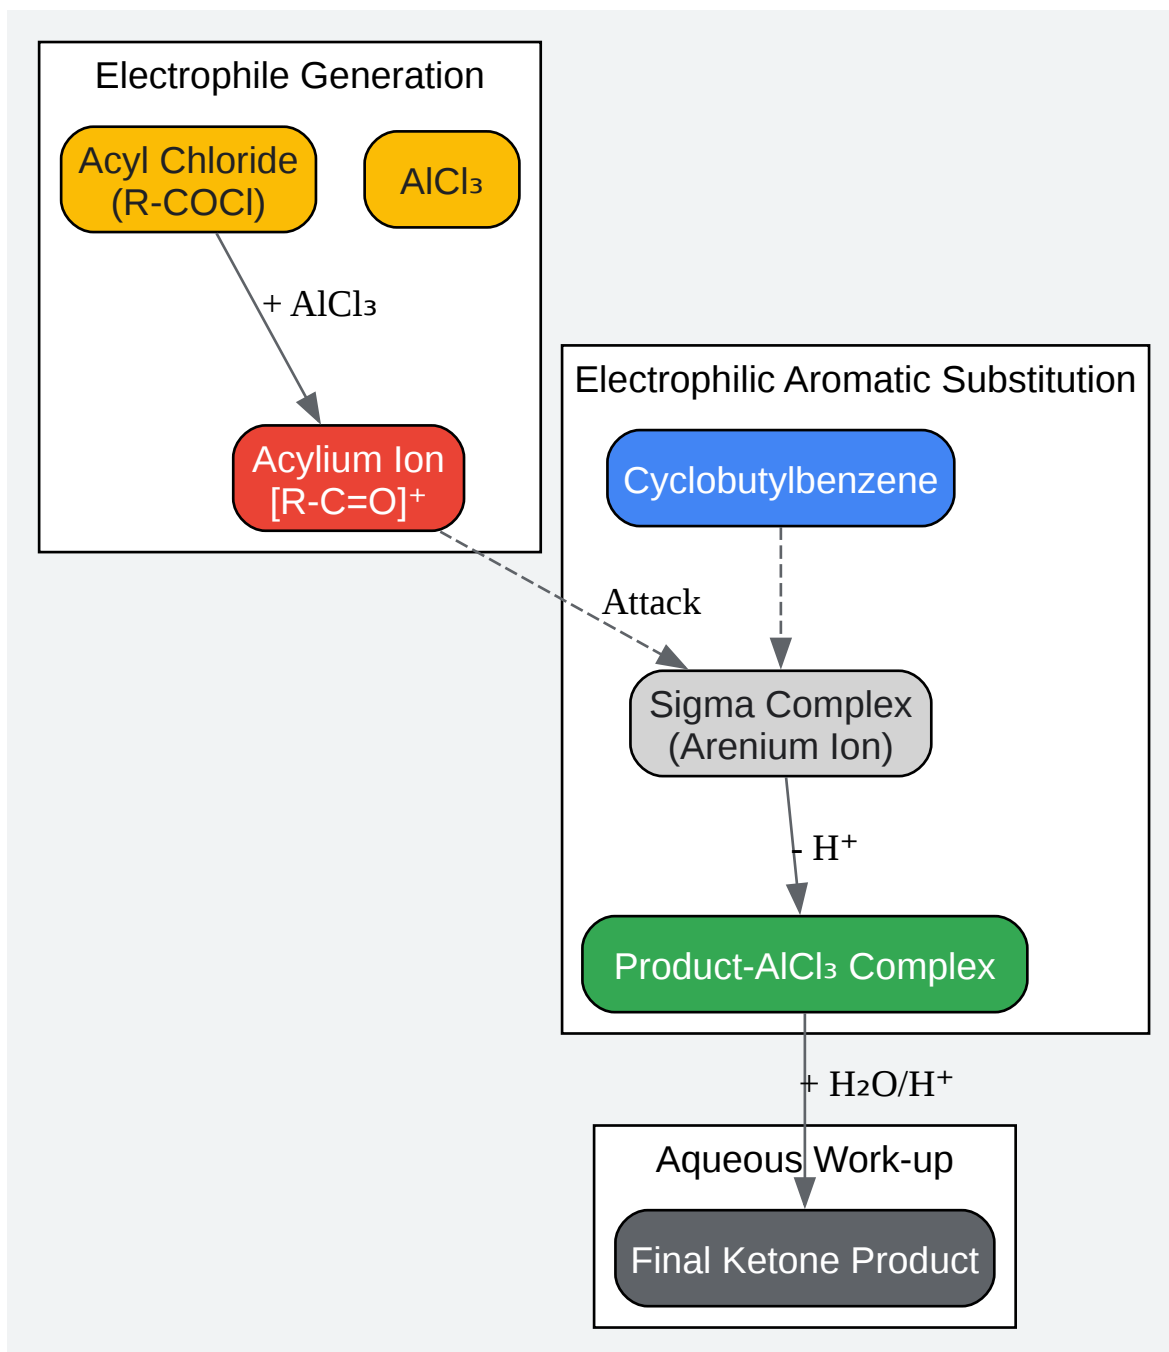 Electrophile Generation
Acyl Chloride
(R-COCl)
AlCl₃
+ AlCl₃
Acylium Ion
[R-C=O]⁺
Electrophilic Aromatic Substitution
Cyclobutylbenzene
Attack
Sigma Complex
(Arenium Ion)
- H⁺
Product-AlCl₃ Complex
+ H₂O/H⁺
Aqueous Work-up
Final Ketone Product